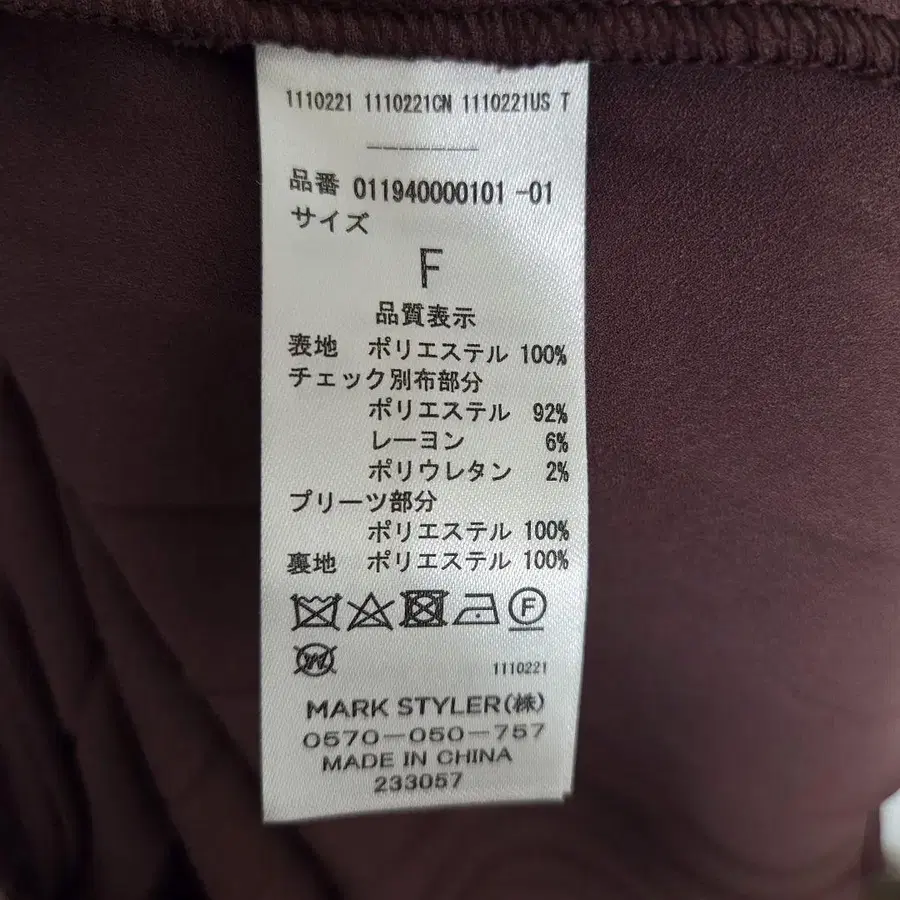 1110221 1110221CN 1110221US T
品番 011940000101 -01
サイズ
F
品質表示
表地 ポリエステル 100%
チェック別布部分
ポリエステル 92%
レーヨン 6%
ポリウレタン 2%
プリーツ部分
ポリエステル 100%
裏地 ポリエステル 100%
F
W
1110221
MARK STYLER(株)
0570-050-757
MADE IN CHINA
233057